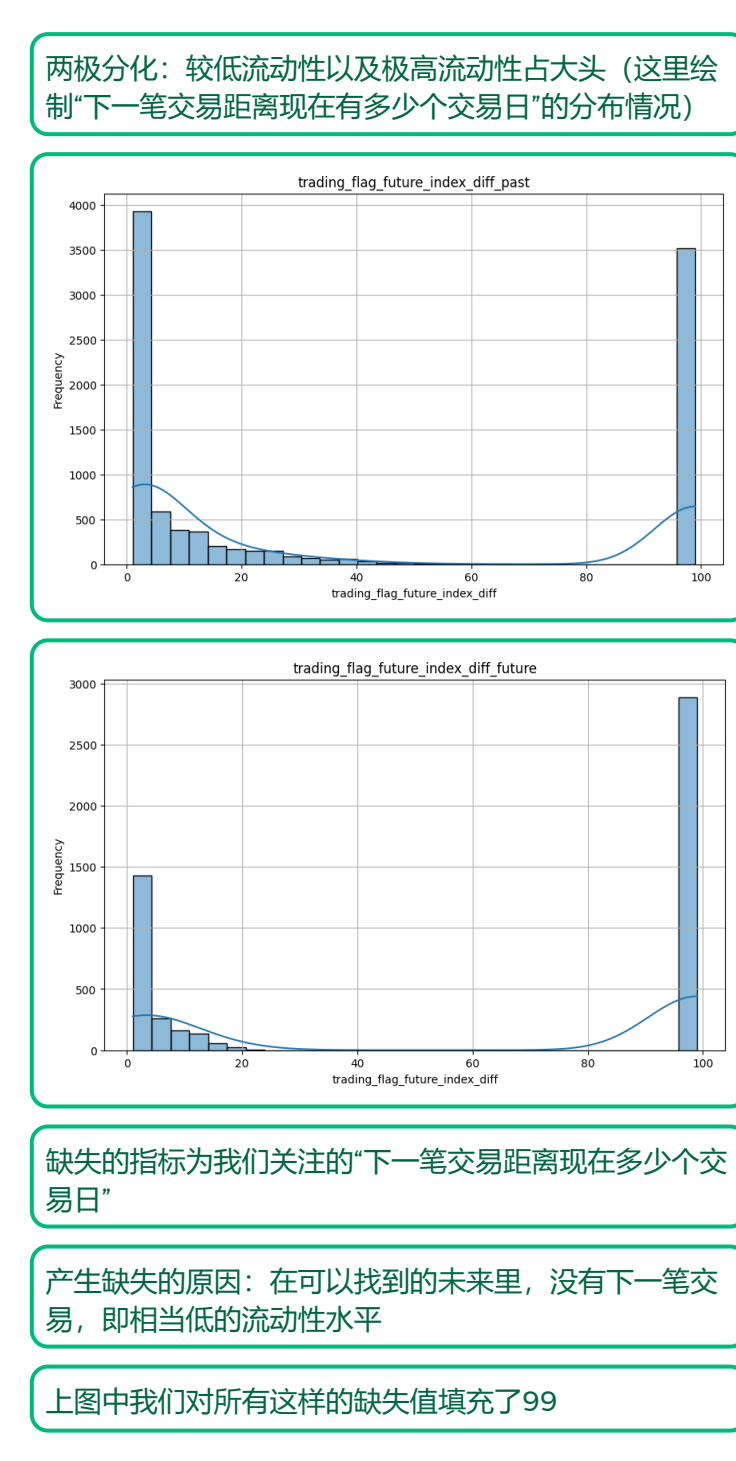 两极分化：较低流动性以及极高流动性占大头（这里绘
制“下一笔交易距离现在有多少个交易日”的分布情况）
trading_flag_future_index_diff_past
4000
3500
3000
2500
2000
1500
1000
500
0
Frequency
0 20 40 60 80 100
trading_flag_future_index_diff
trading_flag_future_index_diff_future
3000
2500
2000
1500
1000
500
0
Frequency
0 20 40 60 80 100
trading_flag_future_index_diff
缺失的指标为我们关注的“下一笔交易距离现在多少个交
易日”
产生缺失的原因：在可以找到的未来里，没有下一笔交
易，即相当低的流动性水平
上图中我们对所有这样的缺失值填充了99